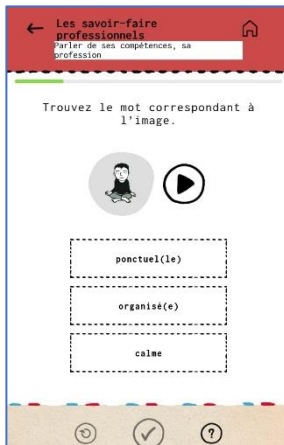 Les savoir-faire
professionnels
Parler de ses compétences, sa
profession
Trouvez le mot correspondant à
l'image.
ponctuel(le)
organisé(e)
calme
?